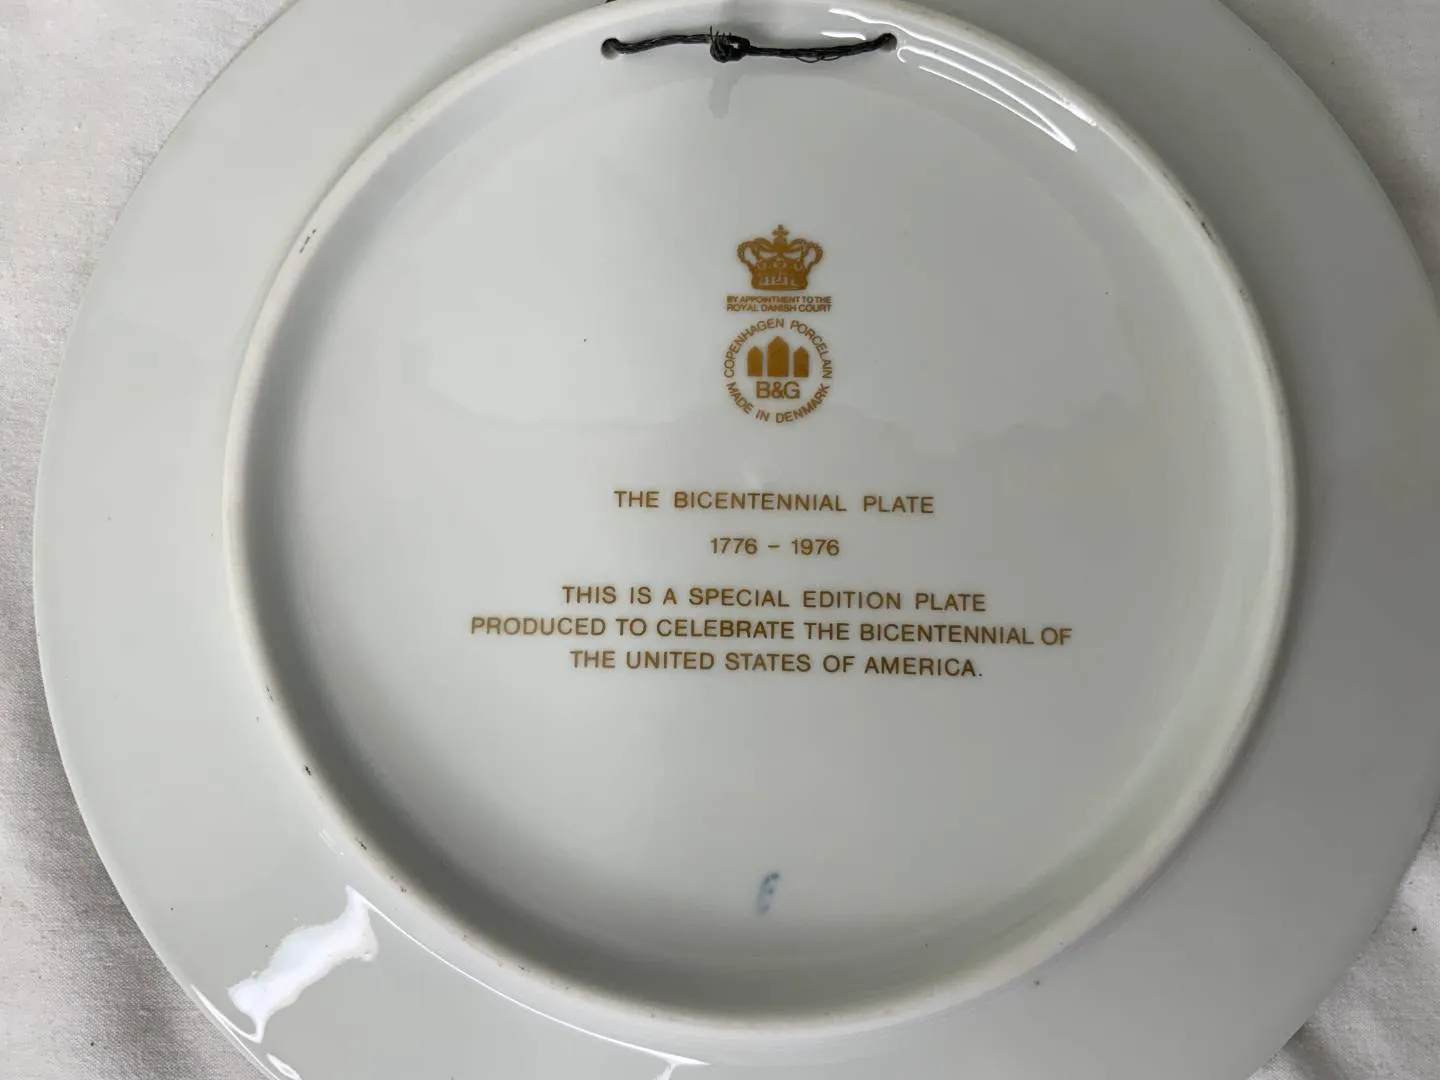 BY APPOINTMENT TO THE
ROYAL DANISH COURT
COPENHAGEN PORCELAIN
B&G
MADE IN DENMARK
THE BICENTENNIAL PLATE
1776 - 1976
THIS IS A SPECIAL EDITION PLATE
PRODUCED TO CELEBRATE THE BICENTENNIAL OF
THE UNITED STATES OF AMERICA.